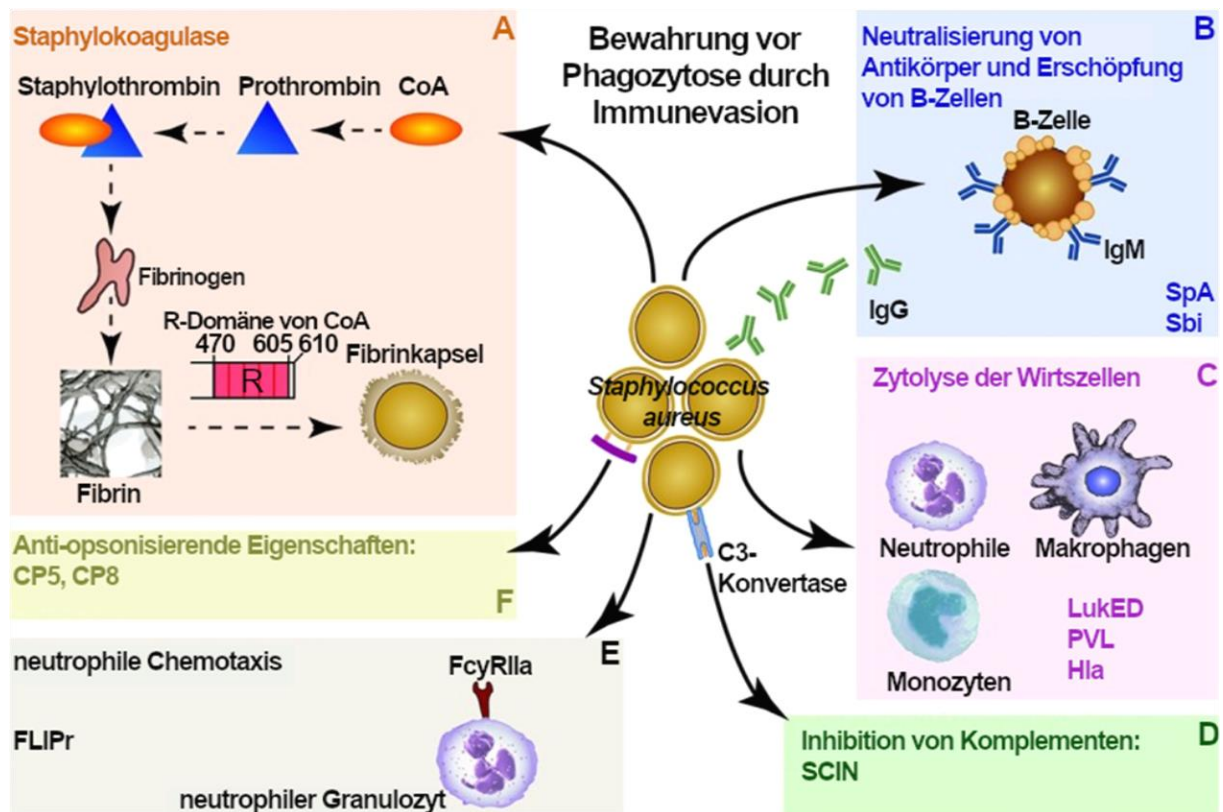 Bewahrung vor
Phagozytose durch
Immunevasion
Staphylococcus
aureus
A
Staphylokoagulase
Staphylothrombin Prothrombin CoA
Fibrinogen
R-Domäne von CoA
470 605 610
R
Fibrinkapsel
Fibrin
B
Neutralisierung von
Antikörper und Erschöpfung
von B-Zellen
B-Zelle
IgM
IgG
SpA
Sbi
C
Zytolyse der Wirtszellen
Neutrophile Makrophagen
Monozyten
LukED
PVL
Hla
C3-
Konvertase
D
Inhibition von Komplementen:
SCIN
E
neutrophile Chemotaxis
FcyRIIa
FLIPr
neutrophiler Granulozyt
Anti-opsonisierende Eigenschaften:
CP5, CP8
F